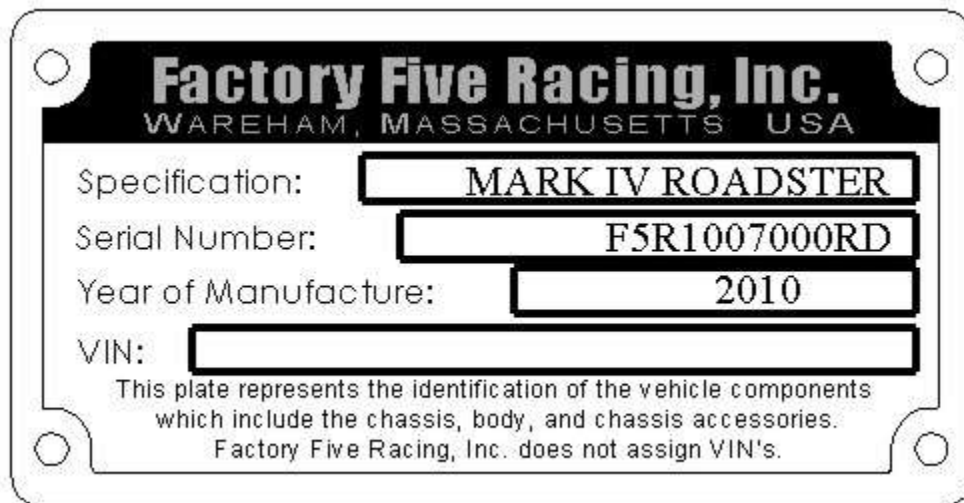 Factory Five Racing, Inc.
WAREHAM, MASSACHUSETTS USA
Specification: MARK IV ROADSTER
Serial Number: F5R1007000RD
Year of Manufacture: 2010
VIN:
This plate represents the identification of the vehicle components
which include the chassis, body, and chassis accessories.
Factory Five Racing, Inc. does not assign VIN's.